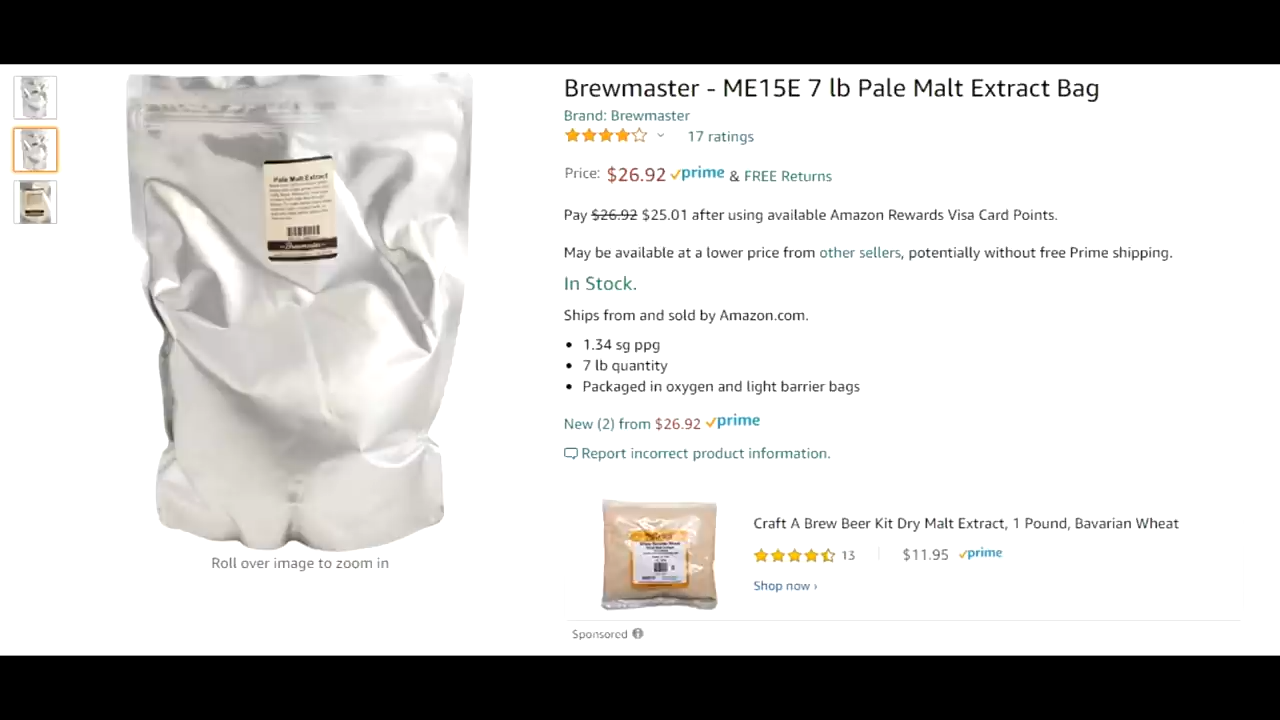 Brewmaster - ME15E 7 lb Pale Malt Extract Bag
Brand: Brewmaster
17 ratings
Price: $26.92 prime & FREE Returns
Pay $26.92 $25.01 after using available Amazon Rewards Visa Card Points.
May be available at a lower price from other sellers, potentially without free Prime shipping.
In Stock.
Ships from and sold by Amazon.com.
• 1.34 sg ppg
• 7 lb quantity
• Packaged in oxygen and light barrier bags
New (2) from $26.92 prime
Report incorrect product information.
Craft A Brew Beer Kit Dry Malt Extract, 1 Pound, Bavarian Wheat
13 $11.95 prime
Shop now ›
Sponsored
Pale Malt Extract
Brewmaster
Roll over image to zoom in